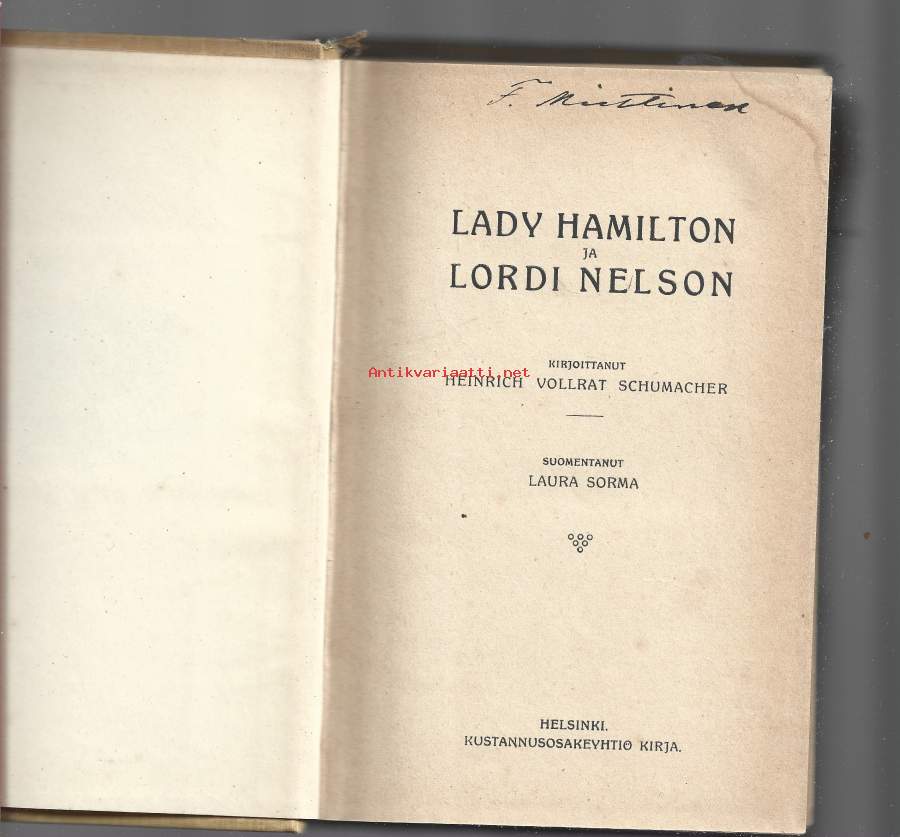 F. Miettinen
LADY HAMILTON
JA
LORDI NELSON
KIRJOITTANUT
Antikvariaatti.net
HEINRICH VOLLRAT SCHUMACHER
SUOMENTANUT
LAURA SORMA
HELSINKI.
KUSTANNUSOSAKEYHTIÖ KIRJA.